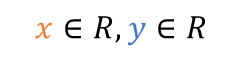 x ∈ R, y ∈ R